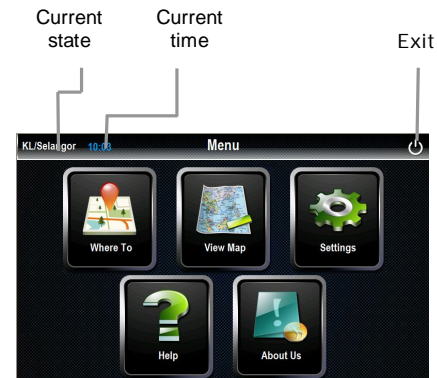 Current state
Current time
Exit
KL/Selangor 10:03 Menu
Where To View Map Settings
Help About Us